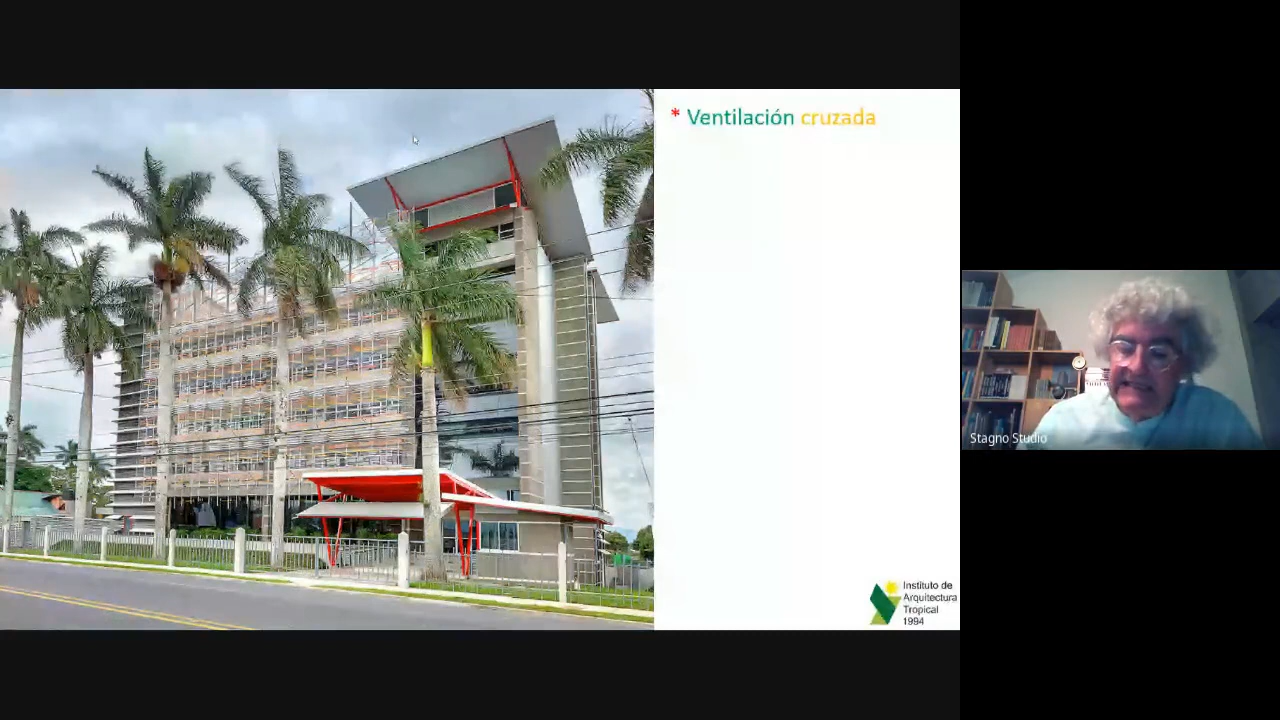 * Ventilación cruzada
Stagno Studio
Instituto de
Arquitectura
Tropical
1994